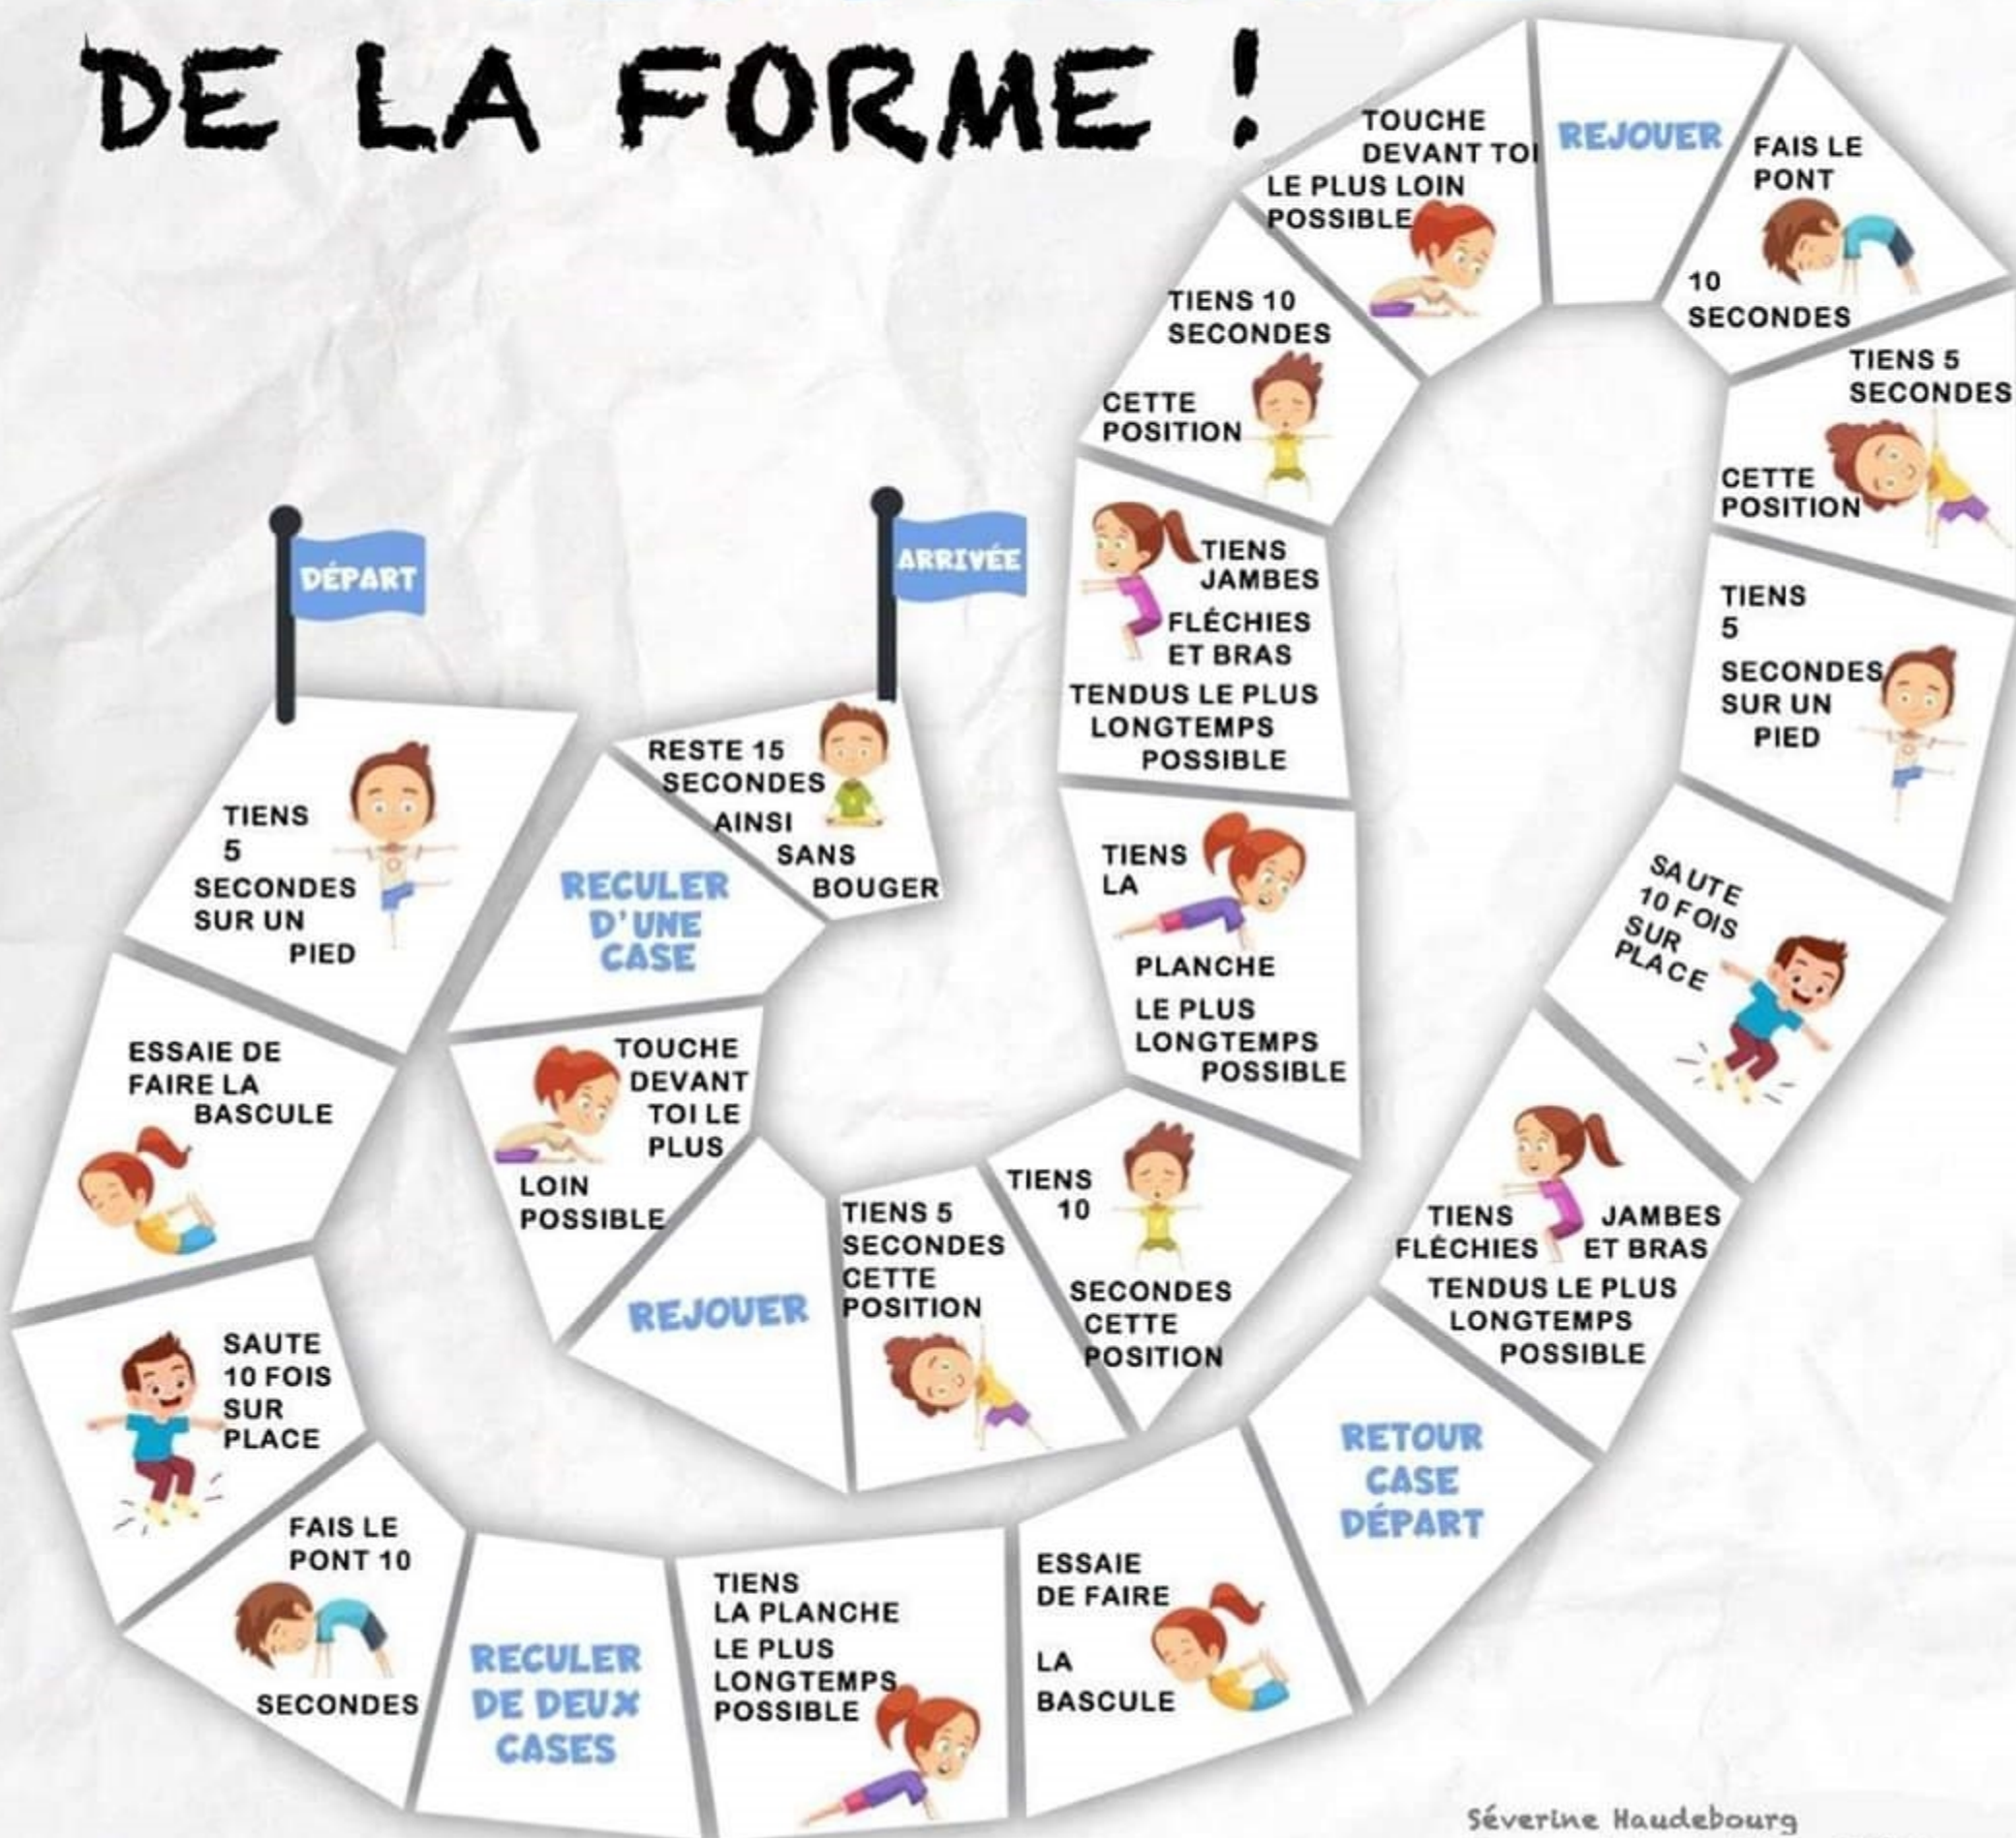 DE LA FORME !
DÉPART
TIENS
5
SECONDES
SUR UN
PIED
ESSAIE DE
FAIRE LA
BASCULE
SAUTE
10 FOIS
SUR
PLACE
FAIS LE
PONT 10
SECONDES
RECULER
DE DEUX
CASES
TIENS
LA PLANCHE
LE PLUS
LONGTEMPS
POSSIBLE
ESSAIE
DE FAIRE
LA
BASCULE
RETOUR
CASE
DÉPART
TIENS JAMBES
FLÉCHIES ET BRAS
TENDUS LE PLUS
LONGTEMPS
POSSIBLE
SAUTE
10 FOIS
SUR
PLACE
TIENS
5
SECONDES
SUR UN
PIED
TIENS 5
SECONDES
CETTE
POSITION
FAIS LE
PONT
10
SECONDES
REJOUER
TOUCHE
DEVANT TOI
LE PLUS LOIN
POSSIBLE
TIENS 10
SECONDES
CETTE
POSITION
TIENS
JAMBES
FLÉCHIES
ET BRAS
TENDUS LE PLUS
LONGTEMPS
POSSIBLE
TIENS
LA
PLANCHE
LE PLUS
LONGTEMPS
POSSIBLE
TIENS
10
SECONDES
CETTE
POSITION
TIENS 5
SECONDES
CETTE
POSITION
REJOUER
TOUCHE
DEVANT
TOI LE
PLUS
LOIN
POSSIBLE
RECULER
D'UNE
CASE
RESTE 15
SECONDES
AINSI
SANS
BOUGER
ARRIVÉE
Séverine Haudebourg